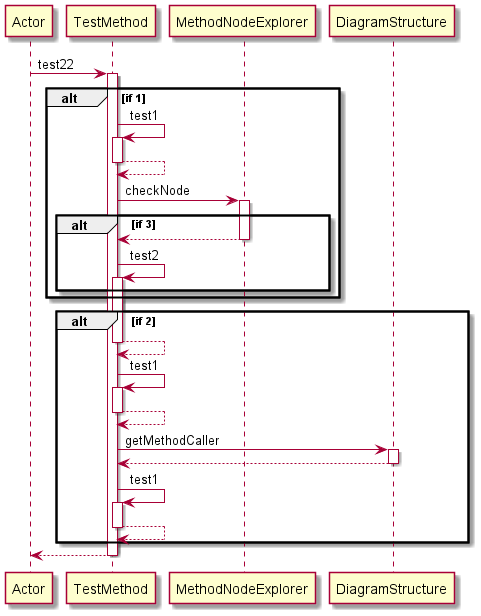 Actor TestMethod MethodNodeExplorer DiagramStructure
test22
alt [if 1]
test1
checkNode
alt [if 3]
test2
alt [if 2]
test1
getMethodCaller
test1
Actor TestMethod MethodNodeExplorer DiagramStructure